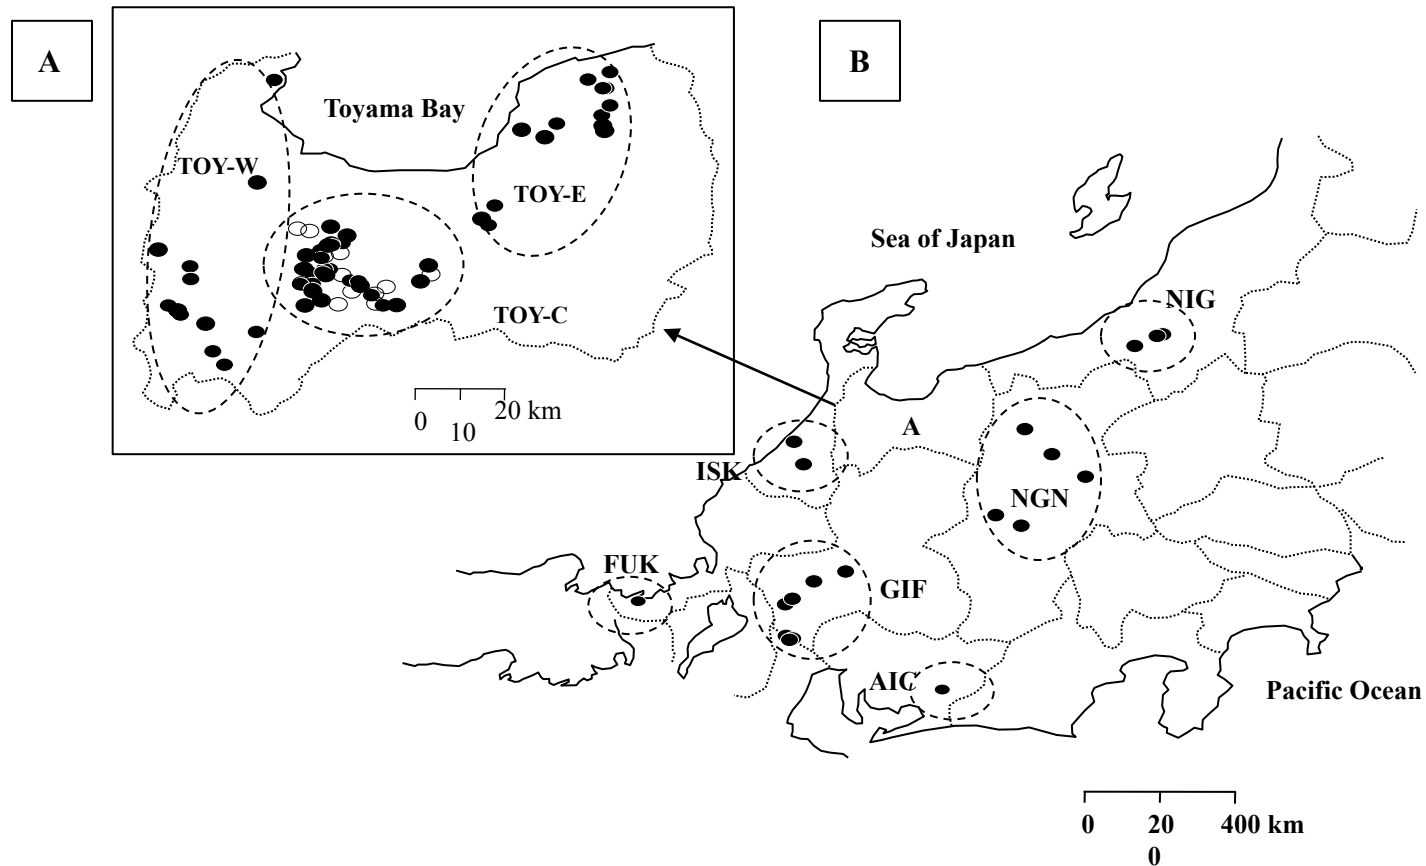 A
B
Toyama Bay
TOY-W
TOY-E
TOY-C
0
10
20 km
Sea of Japan
NIG
A
ISK
NGN
FUK
GIF
AIC
Pacific Ocean
0
20
0
400 km